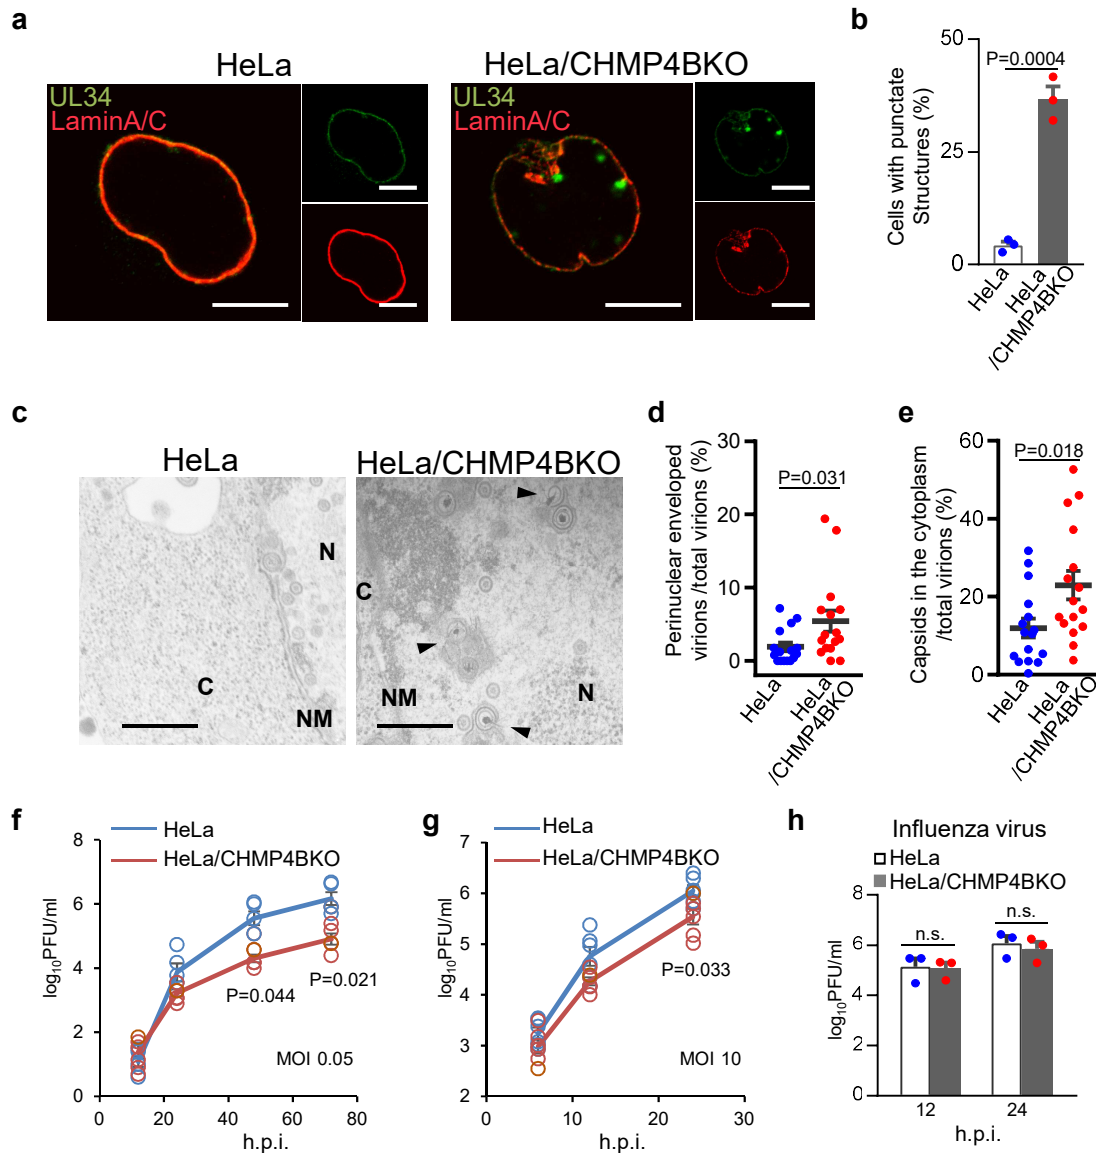 a
HeLa
HeLa/CHMP4BKO
UL34
LaminA/C
UL34
LaminA/C
b
Cells with punctate
Structures (%)
50
25
0
P=0.0004
HeLa
HeLa
/CHMP4BKO
c
HeLa
HeLa/CHMP4BKO
N
C
NM
C
NM
N
d
Perinuclear enveloped
virions /total virions (%)
30
20
10
0
P=0.031
HeLa
HeLa
/CHMP4BKO
e
Capsids in the cytoplasm
/total virions (%)
60
40
20
0
P=0.018
HeLa
HeLa
/CHMP4BKO
f
HeLa
HeLa/CHMP4BKO
log10PFU/ml
8
6
4
2
0
P=0.044
P=0.021
MOI 0.05
0 20 40 60 80
h.p.i.
g
HeLa
HeLa/CHMP4BKO
log10PFU/ml
7
6
5
4
3
2
P=0.033
MOI 10
0 10 20 30
h.p.i.
h
Influenza virus
HeLa
HeLa/CHMP4BKO
log10PFU/ml
8
6
4
2
0
n.s.
n.s.
12 24
h.p.i.